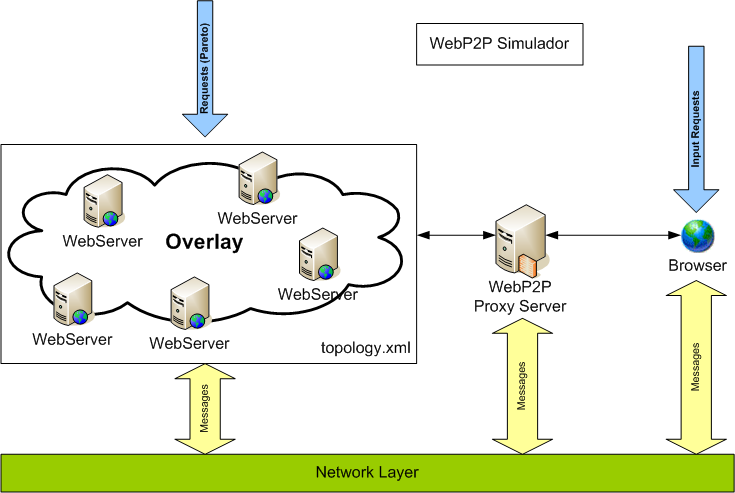 WebP2P Simulador
Requests (Pareto)
Input Requests
WebServer
WebServer
Overlay
WebServer
WebServer
WebServer
topology.xml
WebP2P
Proxy Server
Browser
Messages
Messages
Messages
Network Layer